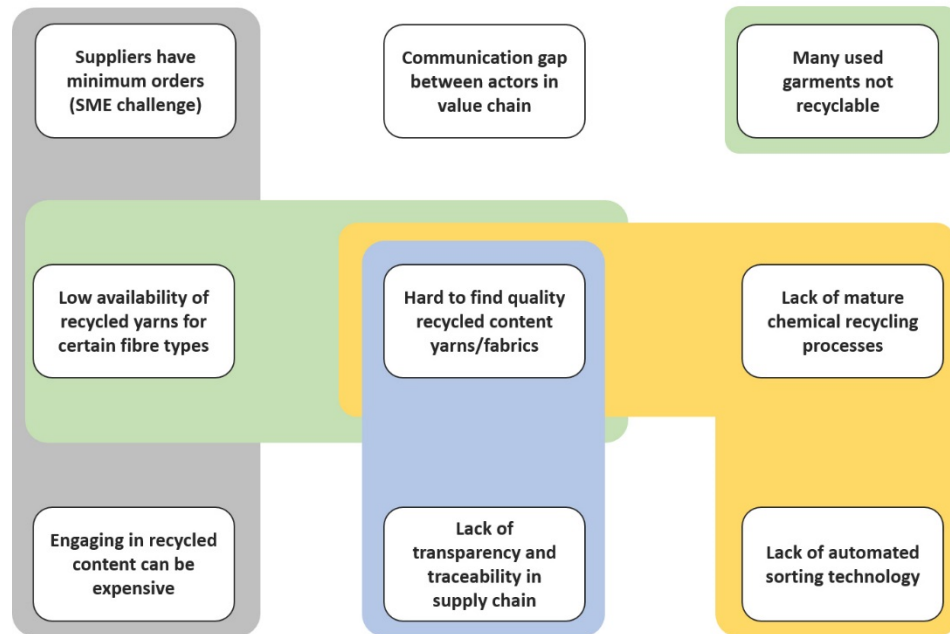 Suppliers have
minimum orders
(SME challenge)
Communication gap
between actors in
value chain
Many used
garments not
recyclable
Low availability of
recycled yarns for
certain fibre types
Hard to find quality
recycled content
yarns/fabrics
Lack of mature
chemical recycling
processes
Engaging in recycled
content can be
expensive
Lack of
transparency and
traceability in
supply chain
Lack of automated
sorting technology